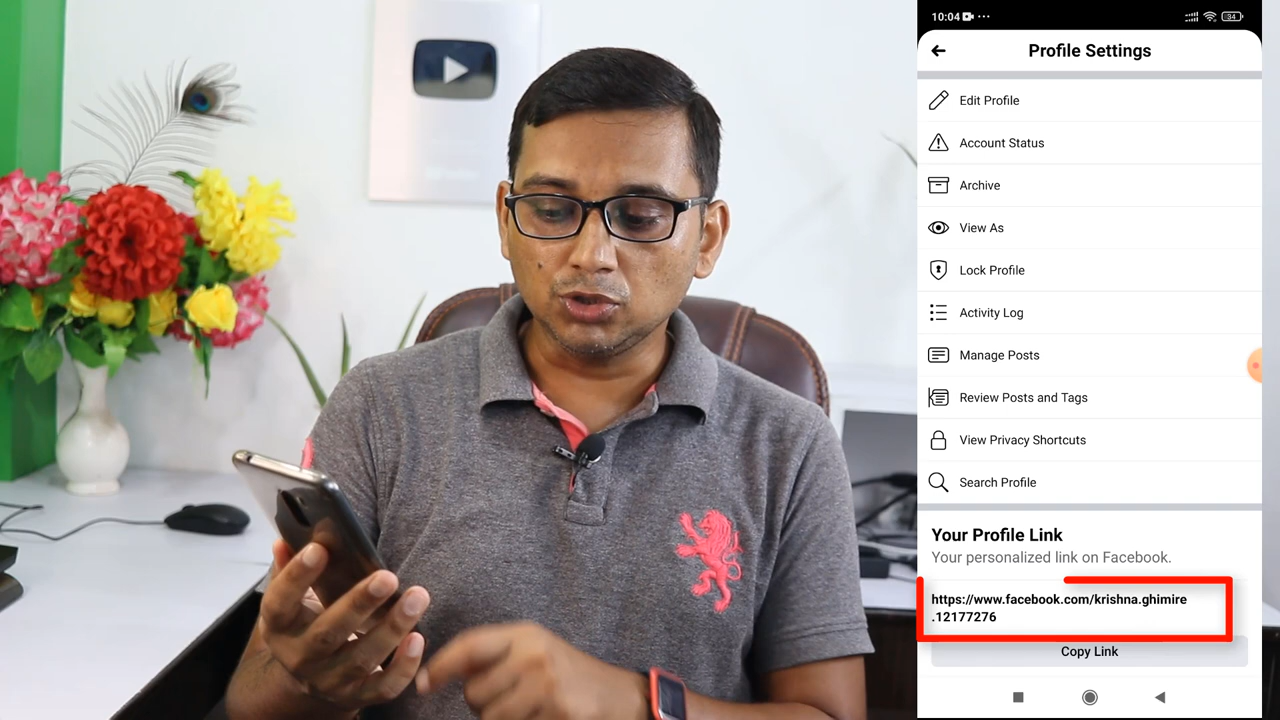 10:04
34
Profile Settings
Edit Profile
Account Status
Archive
View As
Lock Profile
Activity Log
Manage Posts
Review Posts and Tags
View Privacy Shortcuts
Search Profile
Your Profile Link
Your personalized link on Facebook.
https://www.facebook.com/krishna.ghimire
.12177276
Copy Link